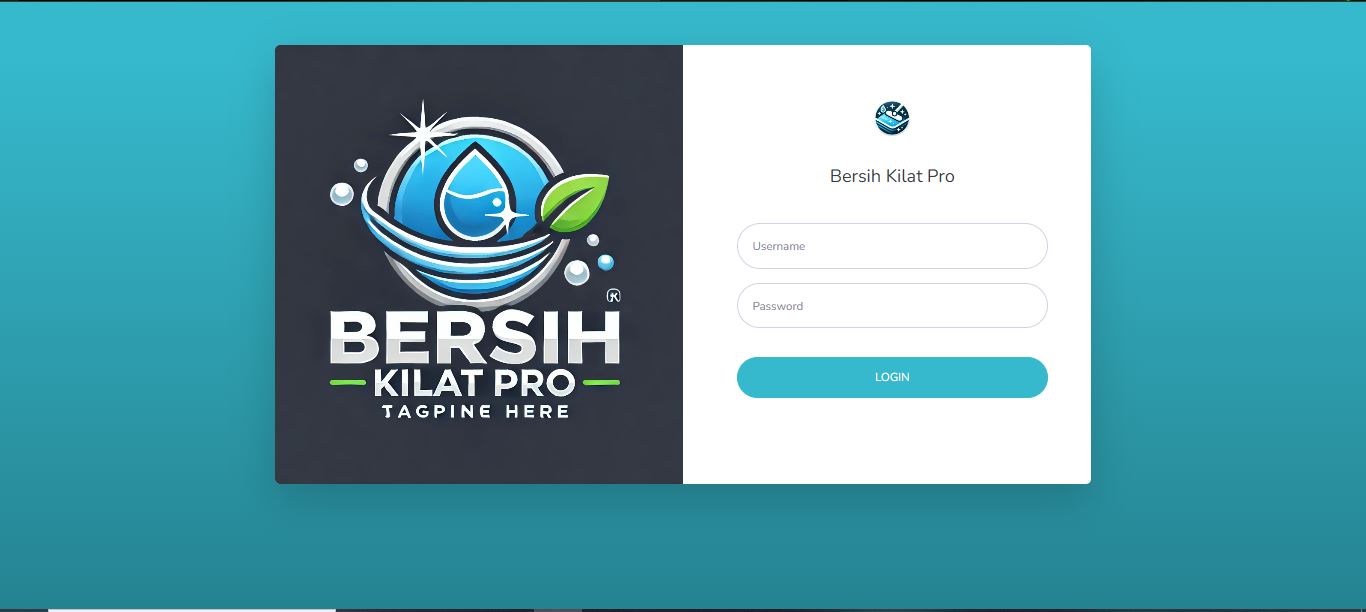 BERSIH
KILAT PRO
TAGPINE HERE
Bersih Kilat Pro
Username
Password
LOGIN